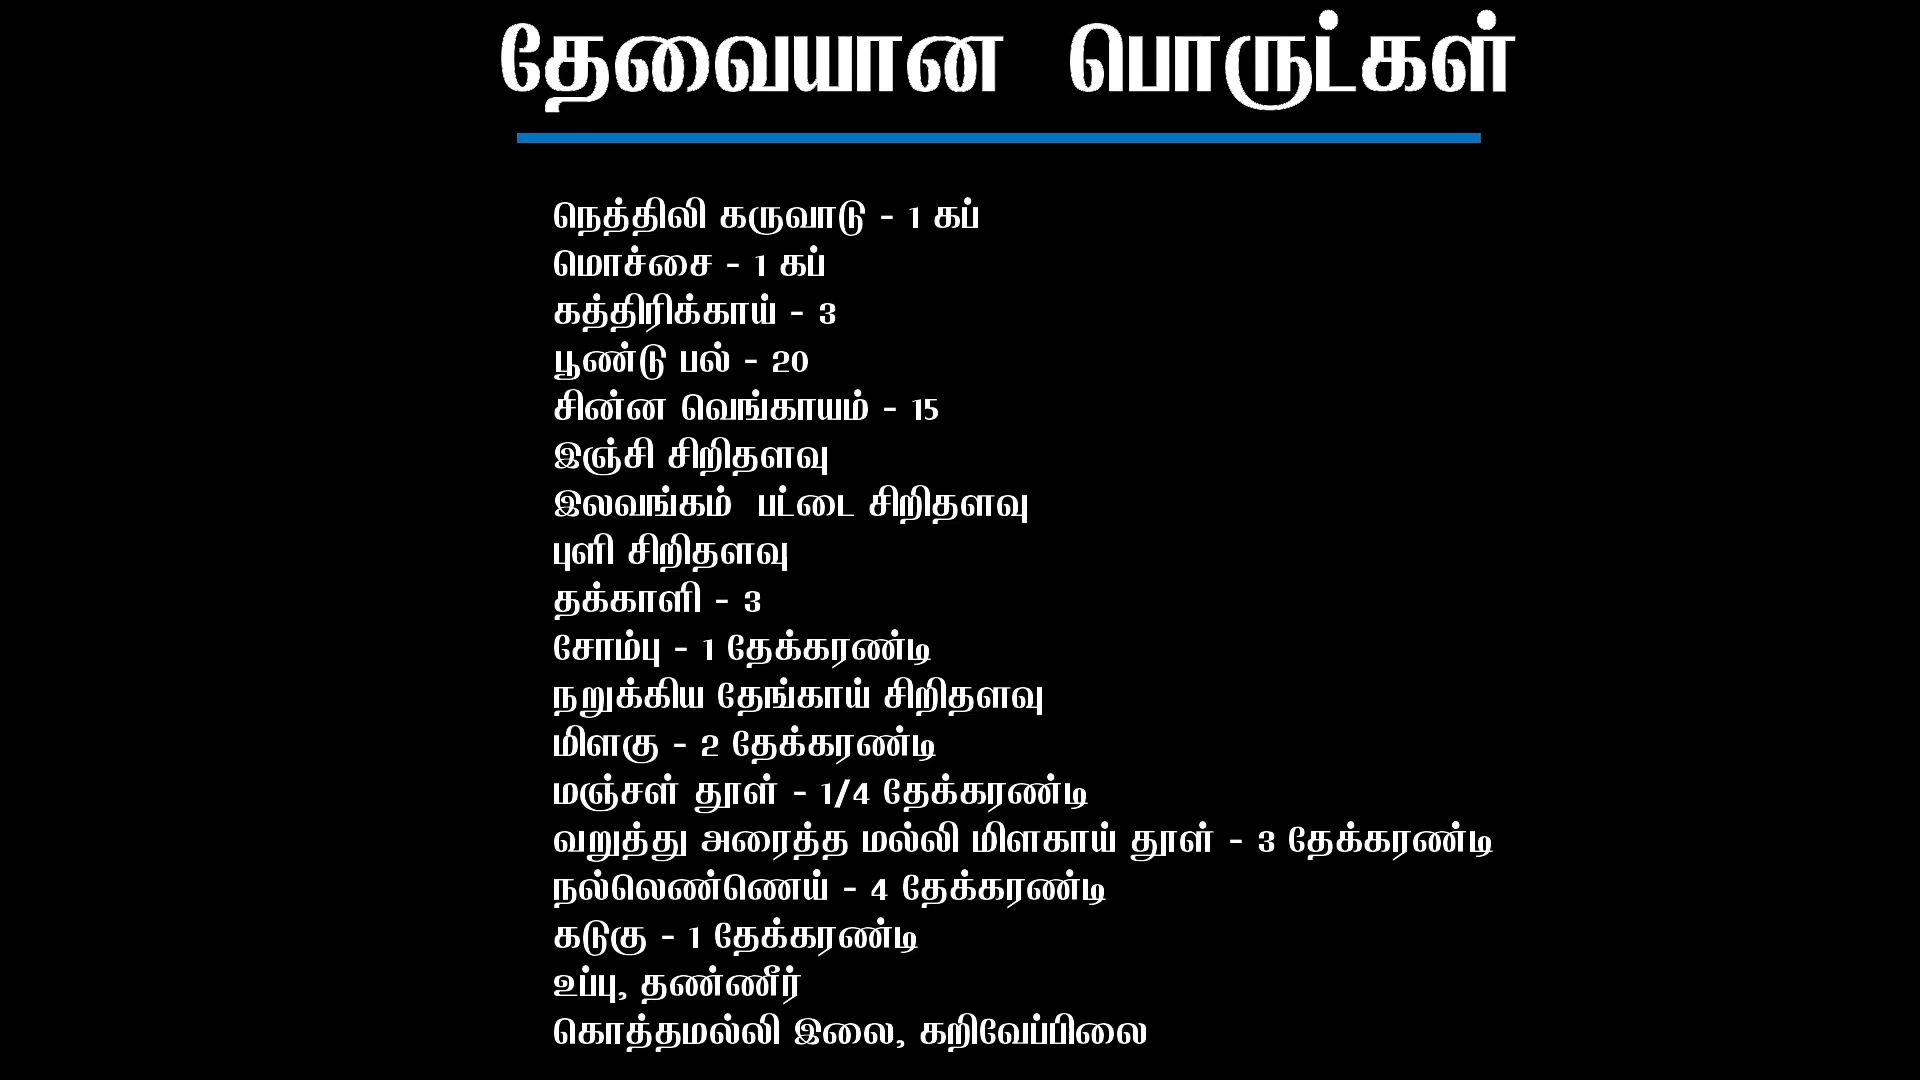 தேவையான பொருட்கள்
நெத்திலி கருவாடு - 1 கப்
மொச்சை - 1 கப்
கத்திரிக்காய் - 3
பூண்டு பல் - 20
சின்ன வெங்காயம் - 15
இஞ்சி சிறிதளவு
இலவங்கம் பட்டை சிறிதளவு
புளி சிறிதளவு
தக்காளி - 3
சோம்பு - 1 தேக்கரண்டி
நறுக்கிய தேங்காய் சிறிதளவு
மிளகு - 2 தேக்கரண்டி
மஞ்சள் தூள் - 1/4 தேக்கரண்டி
வறுத்து அரைத்த மல்லி மிளகாய் தூள் - 3 தேக்கரண்டி
நல்லெண்ணெய் - 4 தேக்கரண்டி
கடுகு - 1 தேக்கரண்டி
உப்பு, தண்ணீர்
கொத்தமல்லி இலை, கறிவேப்பிலை